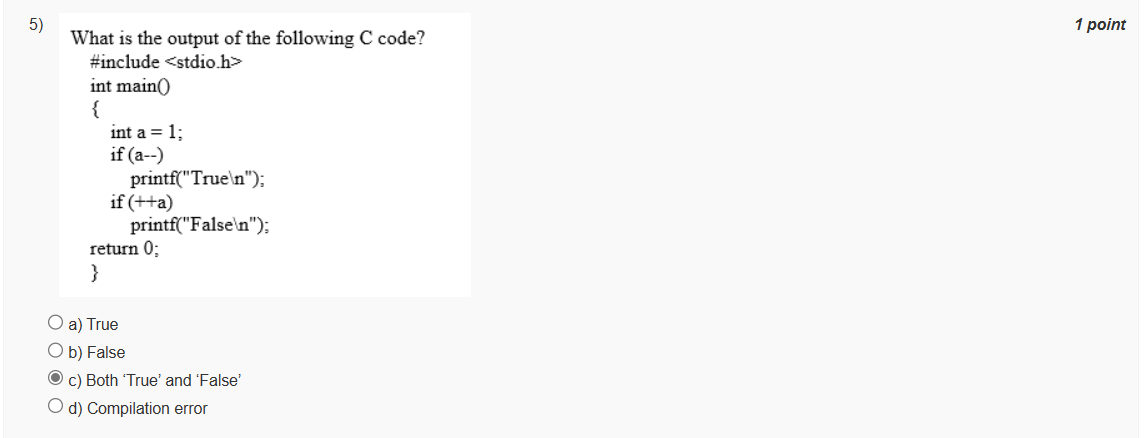 5)
1 point
What is the output of the following C code?
#include <stdio.h>
int main()
{
int a = 1;
if (a--)
printf("True\n");
if (++a)
printf("False\n");
return 0;
}
a) True
b) False
c) Both ‘True’ and ‘False’
d) Compilation error